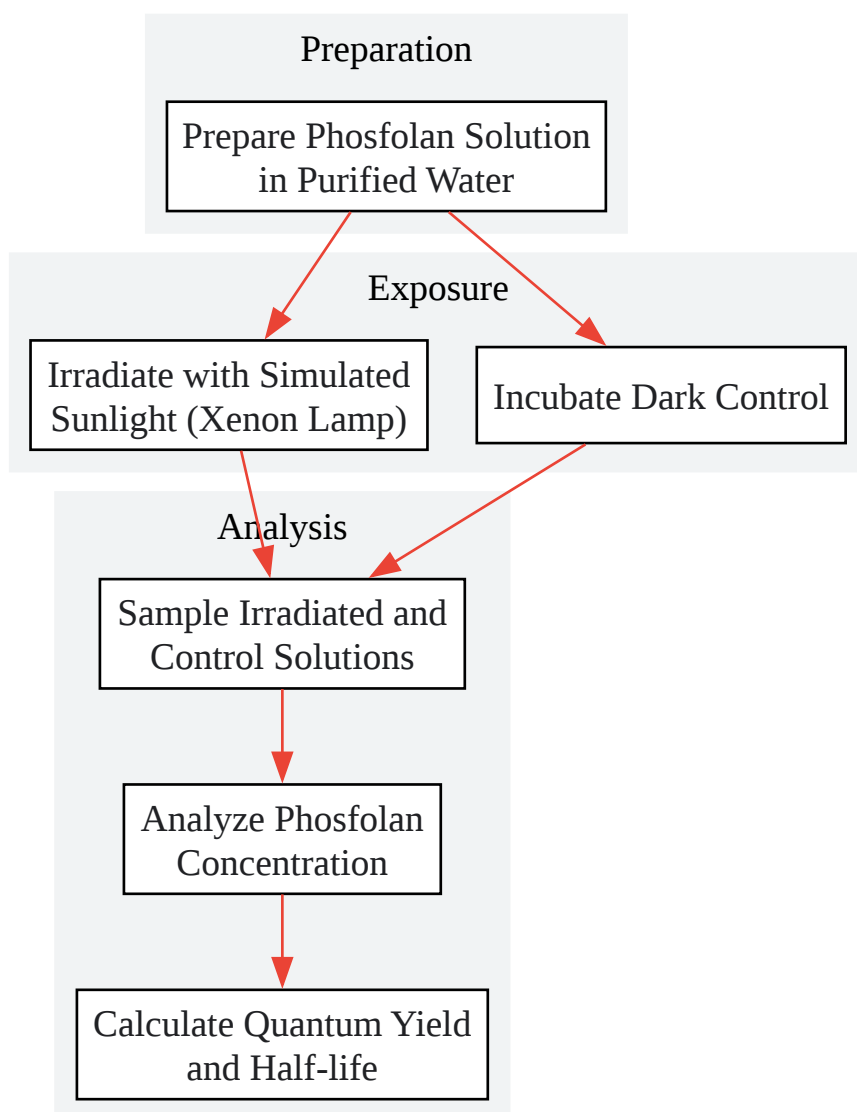 Preparation
Prepare Phosfolan Solution
in Purified Water
Exposure
Irradiate with Simulated
Sunlight (Xenon Lamp)
Incubate Dark Control
Analysis
Sample Irradiated and
Control Solutions
Analyze Phosfolan
Concentration
Calculate Quantum Yield
and Half-life